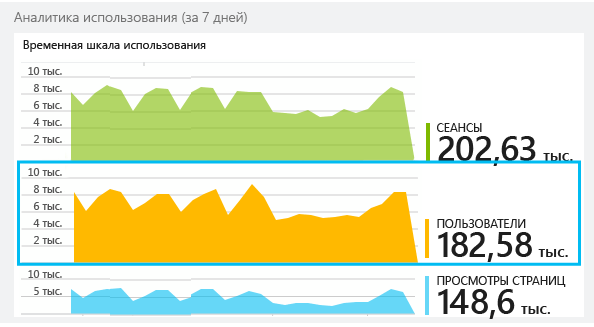 Аналитика использования (за 7 дней)
Временная шкала использования
10 тыс.
8 тыс.
6 тыс.
4 тыс.
2 тыс.
СЕАНСЫ
202,63 тыс.
10 тыс.
8 тыс.
6 тыс.
4 тыс.
2 тыс.
ПОЛЬЗОВАТЕЛИ
182,58 тыс.
10 тыс.
5 тыс.
ПРОСМОТРЫ СТРАНИЦ
148,6 тыс.